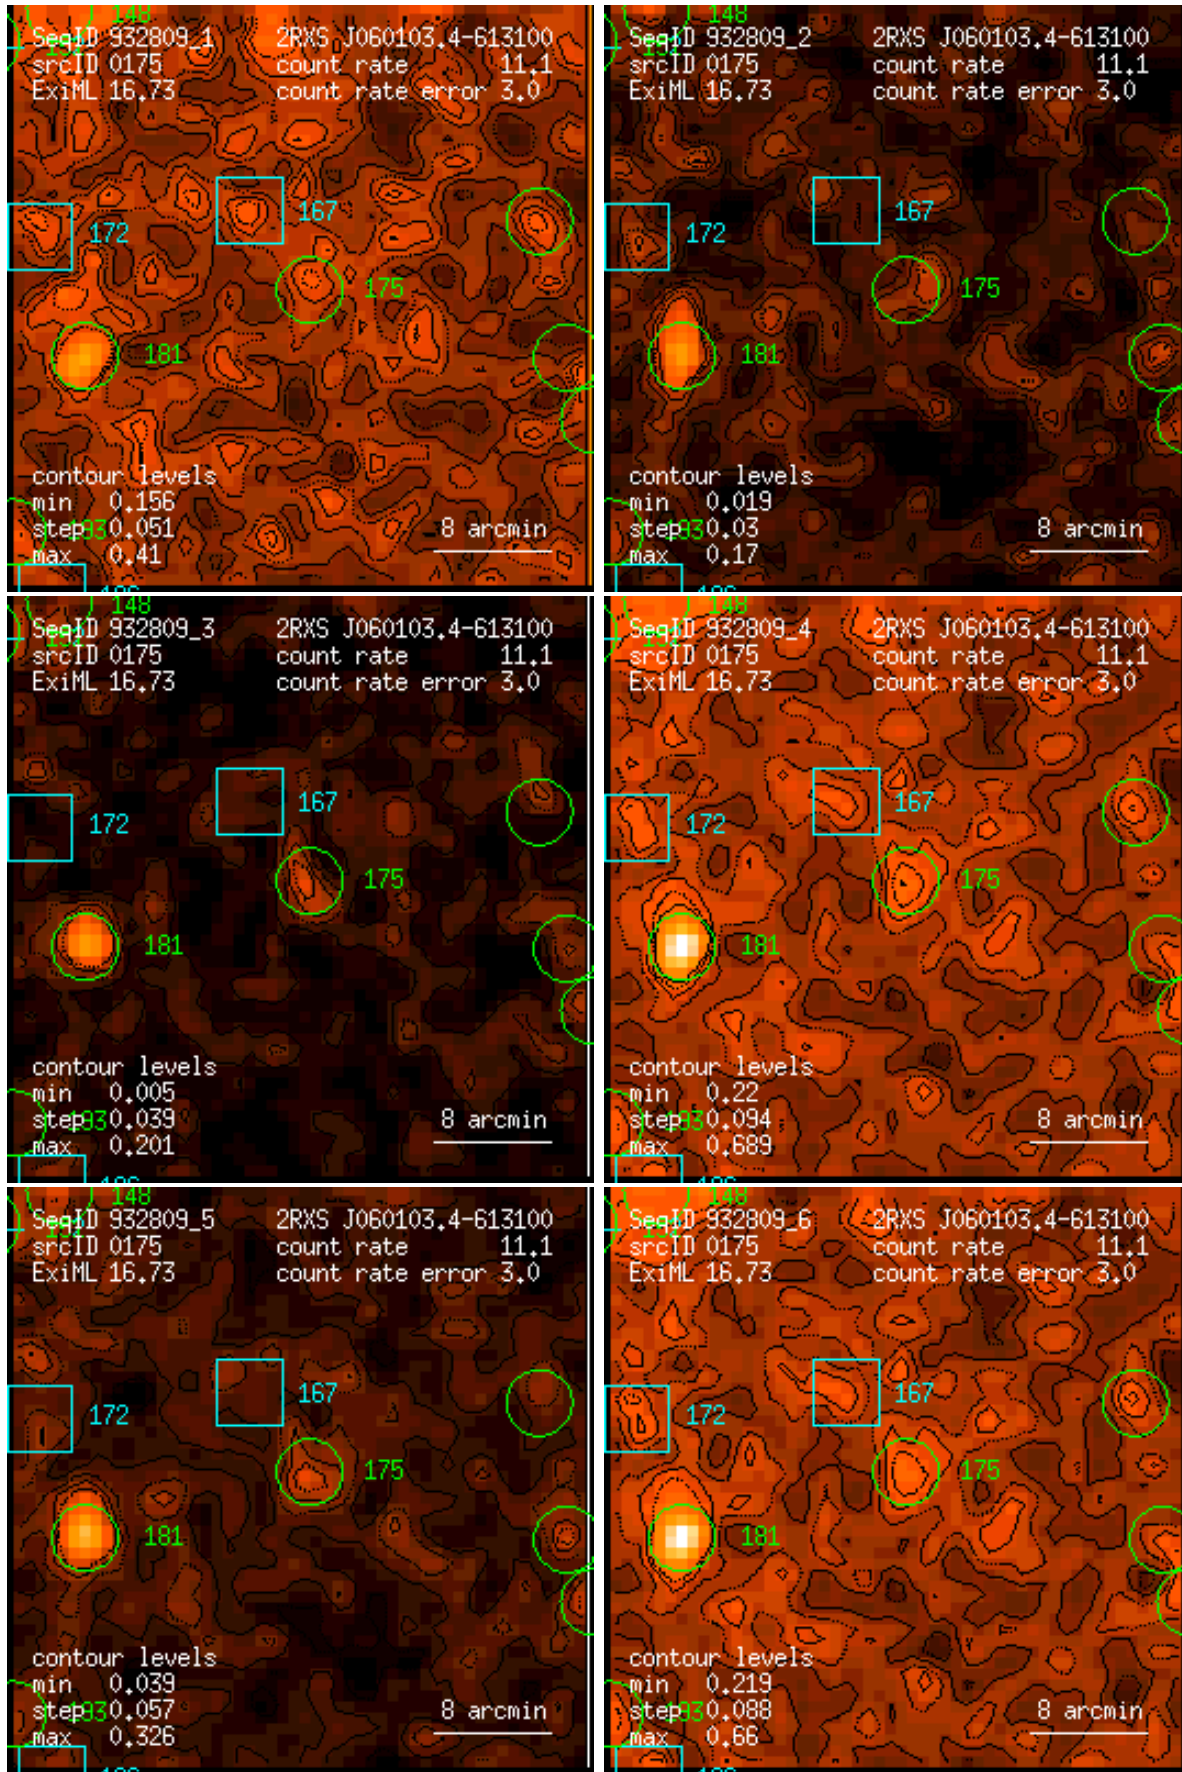 148
SeqID 932809_1 2RXS J060103.4-613100
srcID 0175 count rate 11.1
ExiML 16.73 count rate error 3.0
167
172
175
181
contour levels
min 0.156
step 0.051
193
max 0.41
8 arcmin
148
SeqID 932809_2 2RXS J060103.4-613100
srcID 0175 count rate 11.1
ExiML 16.73 count rate error 3.0
167
172
175
181
contour levels
min 0.019
step 0.03
193
max 0.17
8 arcmin
148
SeqID 932809_3 2RXS J060103.4-613100
srcID 0175 count rate 11.1
ExiML 16.73 count rate error 3.0
167
172
175
181
contour levels
min 0.005
step 0.039
193
max 0.201
8 arcmin
148
SeqID 932809_4 2RXS J060103.4-613100
srcID 0175 count rate 11.1
ExiML 16.73 count rate error 3.0
167
172
175
181
contour levels
min 0.22
step 0.094
193
max 0.689
8 arcmin
148
SeqID 932809_5 2RXS J060103.4-613100
srcID 0175 count rate 11.1
ExiML 16.73 count rate error 3.0
167
172
175
181
contour levels
min 0.039
step 0.057
193
max 0.326
8 arcmin
148
SeqID 932809_6 2RXS J060103.4-613100
srcID 0175 count rate 11.1
ExiML 16.73 count rate error 3.0
167
172
175
181
contour levels
min 0.219
step 0.088
193
max 0.66
8 arcmin